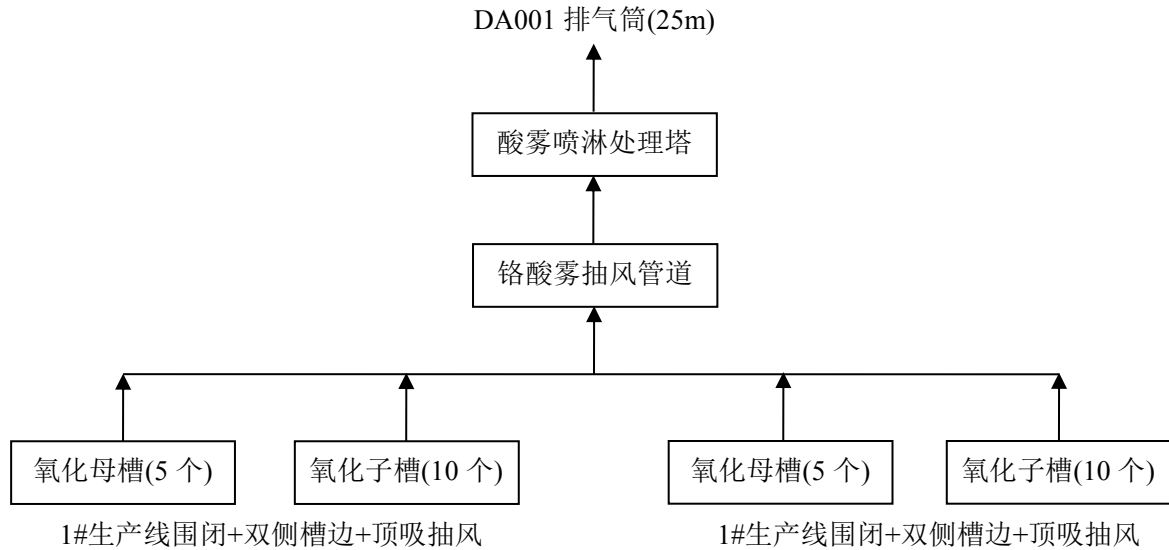 DA001 排气筒(25m)
酸雾喷淋处理塔
铬酸雾抽风管道
氧化母槽(5 个)
氧化子槽(10 个)
氧化母槽(5 个)
氧化子槽(10 个)
1#生产线围闭+双侧槽边+顶吸抽风
1#生产线围闭+双侧槽边+顶吸抽风